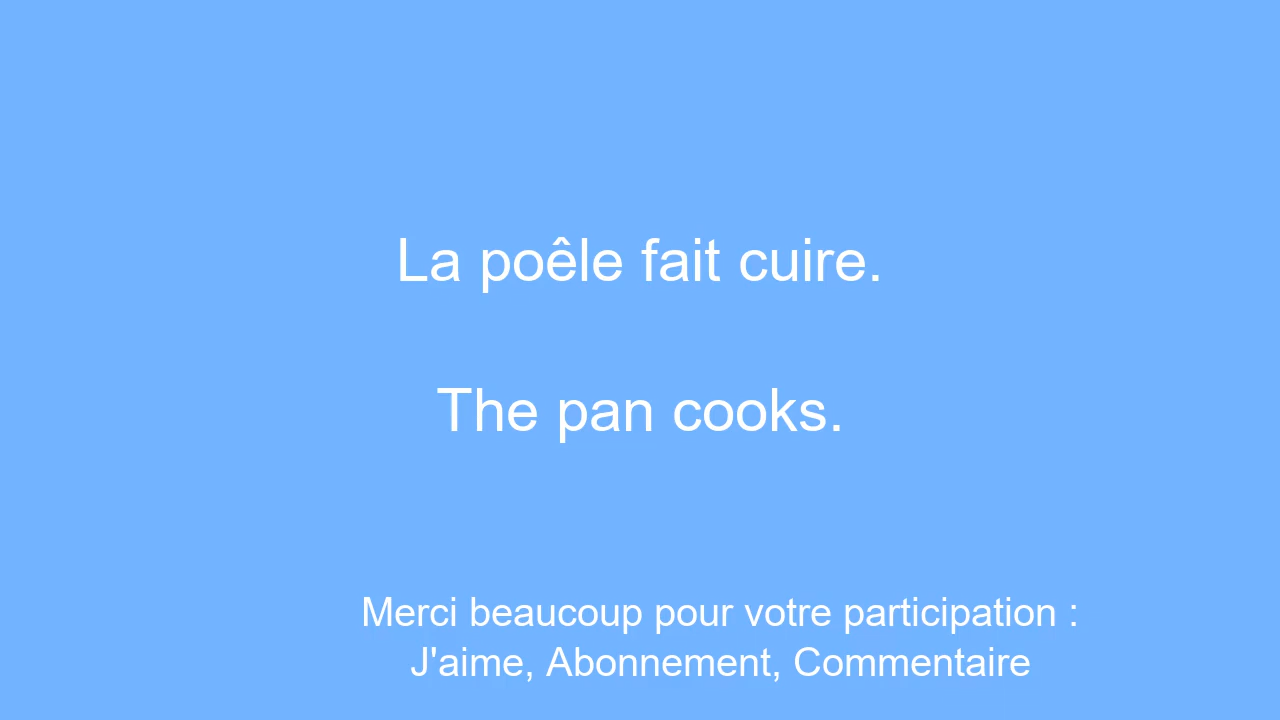 La poêle fait cuire.
The pan cooks.
Merci beaucoup pour votre participation :
J'aime, Abonnement, Commentaire